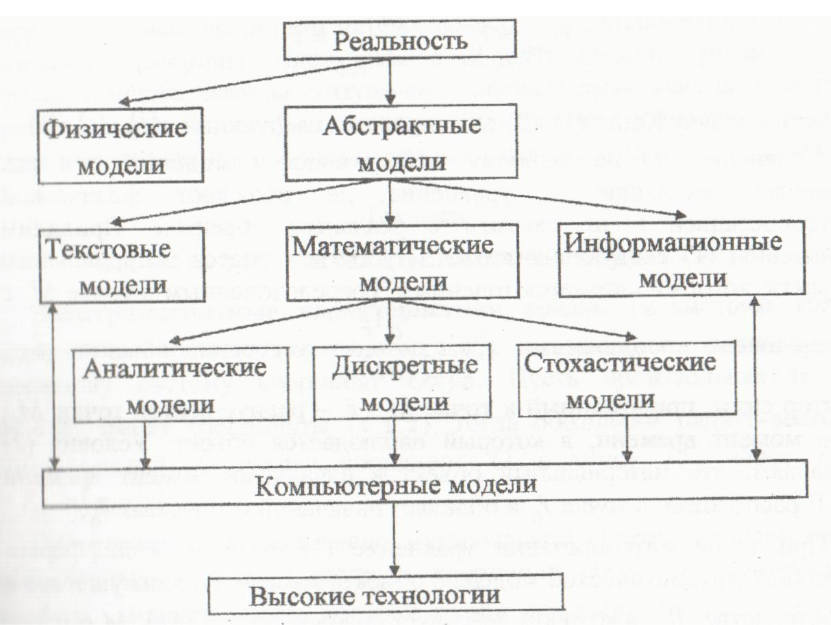 Реальность
Физические
модели
Абстрактные
модели
Текстовые
модели
Математические
модели
Информационные
модели
Аналитические
модели
Дискретные
модели
Стохастические
модели
Компьютерные модели
Высокие технологии